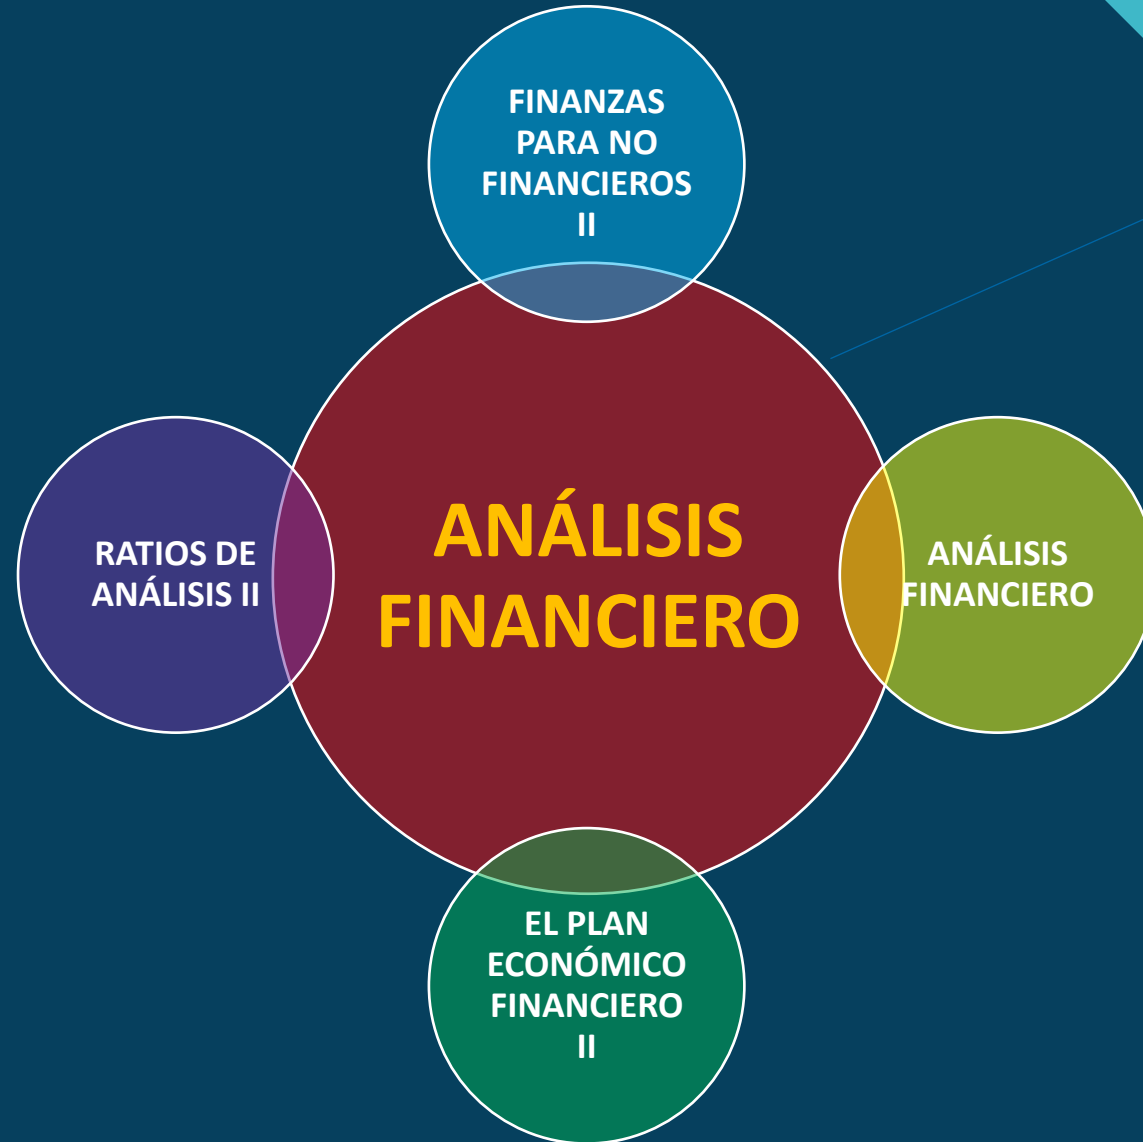 FINANZAS
PARA NO
FINANCIEROS
II
RATIOS DE
ANÁLISIS II
ANÁLISIS
FINANCIERO
ANÁLISIS
FINANCIERO
EL PLAN
ECONÓMICO
FINANCIERO
II